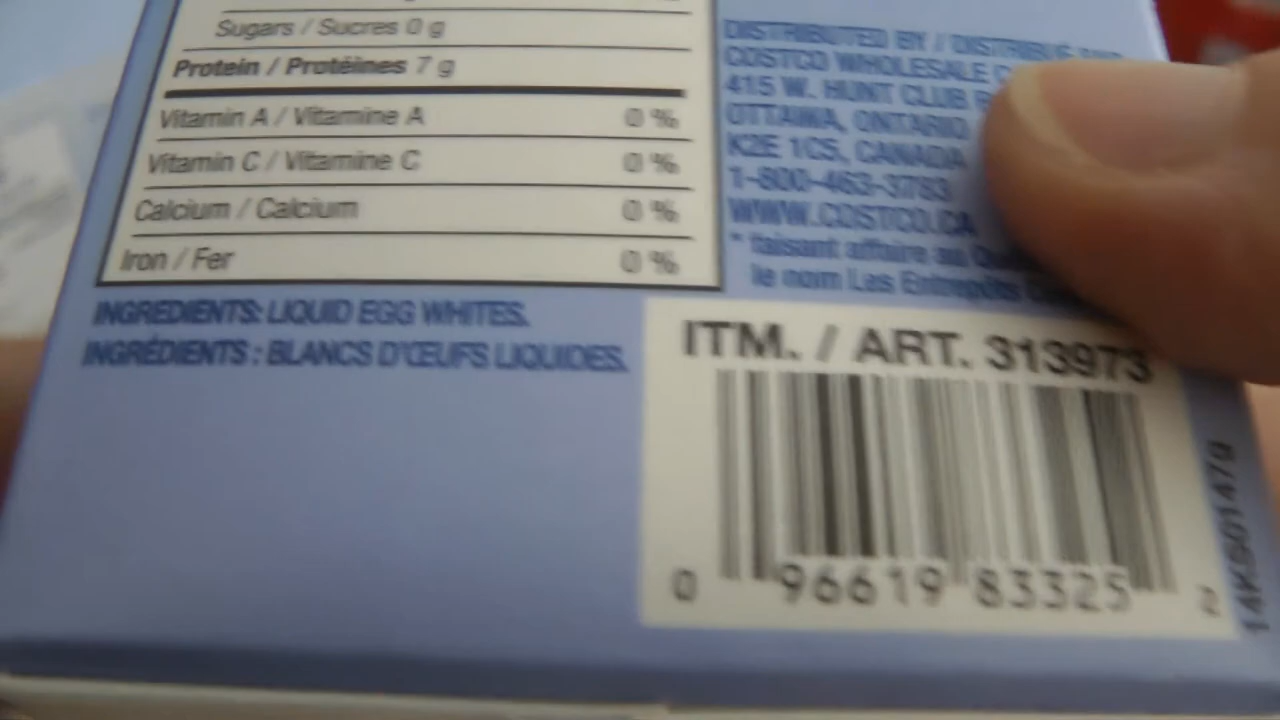 Sugars / Sucres 0 g
Protein / Protéines 7 g
Vitamin A / Vitamine A 0 %
Vitamin C / Vitamine C 0 %
Calcium / Calcium 0 %
Iron / Fer 0 %
INGREDIENTS: LIQUID EGG WHITES.
INGRÉDIENTS : BLANCS D'ŒUFS LIQUIDES.
DISTRIBUTED BY / DISTRIBUÉ PAR
COSTCO WHOLESALE
415 W. HUNT CLUB
OTTAWA, ONTARIO
K2E 1C5, CANADA
1-800-463-3783
WWW.COSTCO.CA
* faisant affaire au
le nom Les Entrepôts
ITM. / ART. 313973
0 96619 83325 2
14KS01479